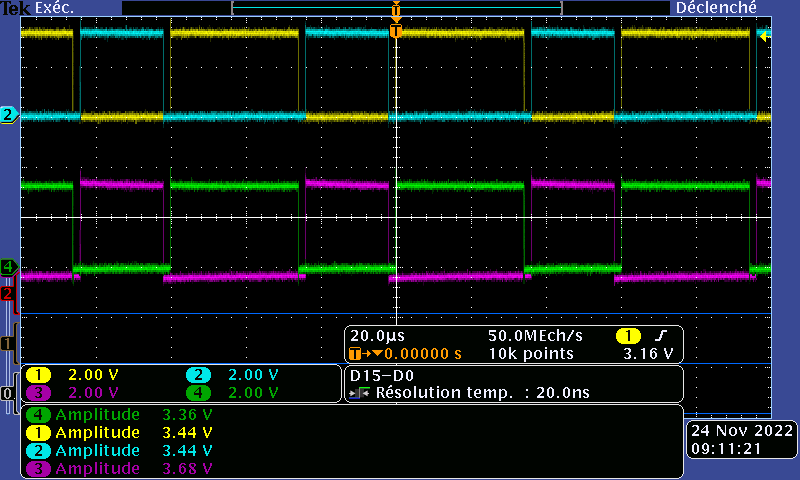 Tek Exéc. Déclenché
T
T
2
4
2
1
0
20.0µs 50.0MEch/s 1 
T→▼0.00000 s 10k points 3.16 V
1 2.00 V 2 2.00 V
3 2.00 V 4 2.00 V
D15-D0
Résolution temp. : 20.0ns
4 Amplitude 3.36 V
1 Amplitude 3.44 V
2 Amplitude 3.44 V
3 Amplitude 3.68 V
24 Nov 2022
09:11:21